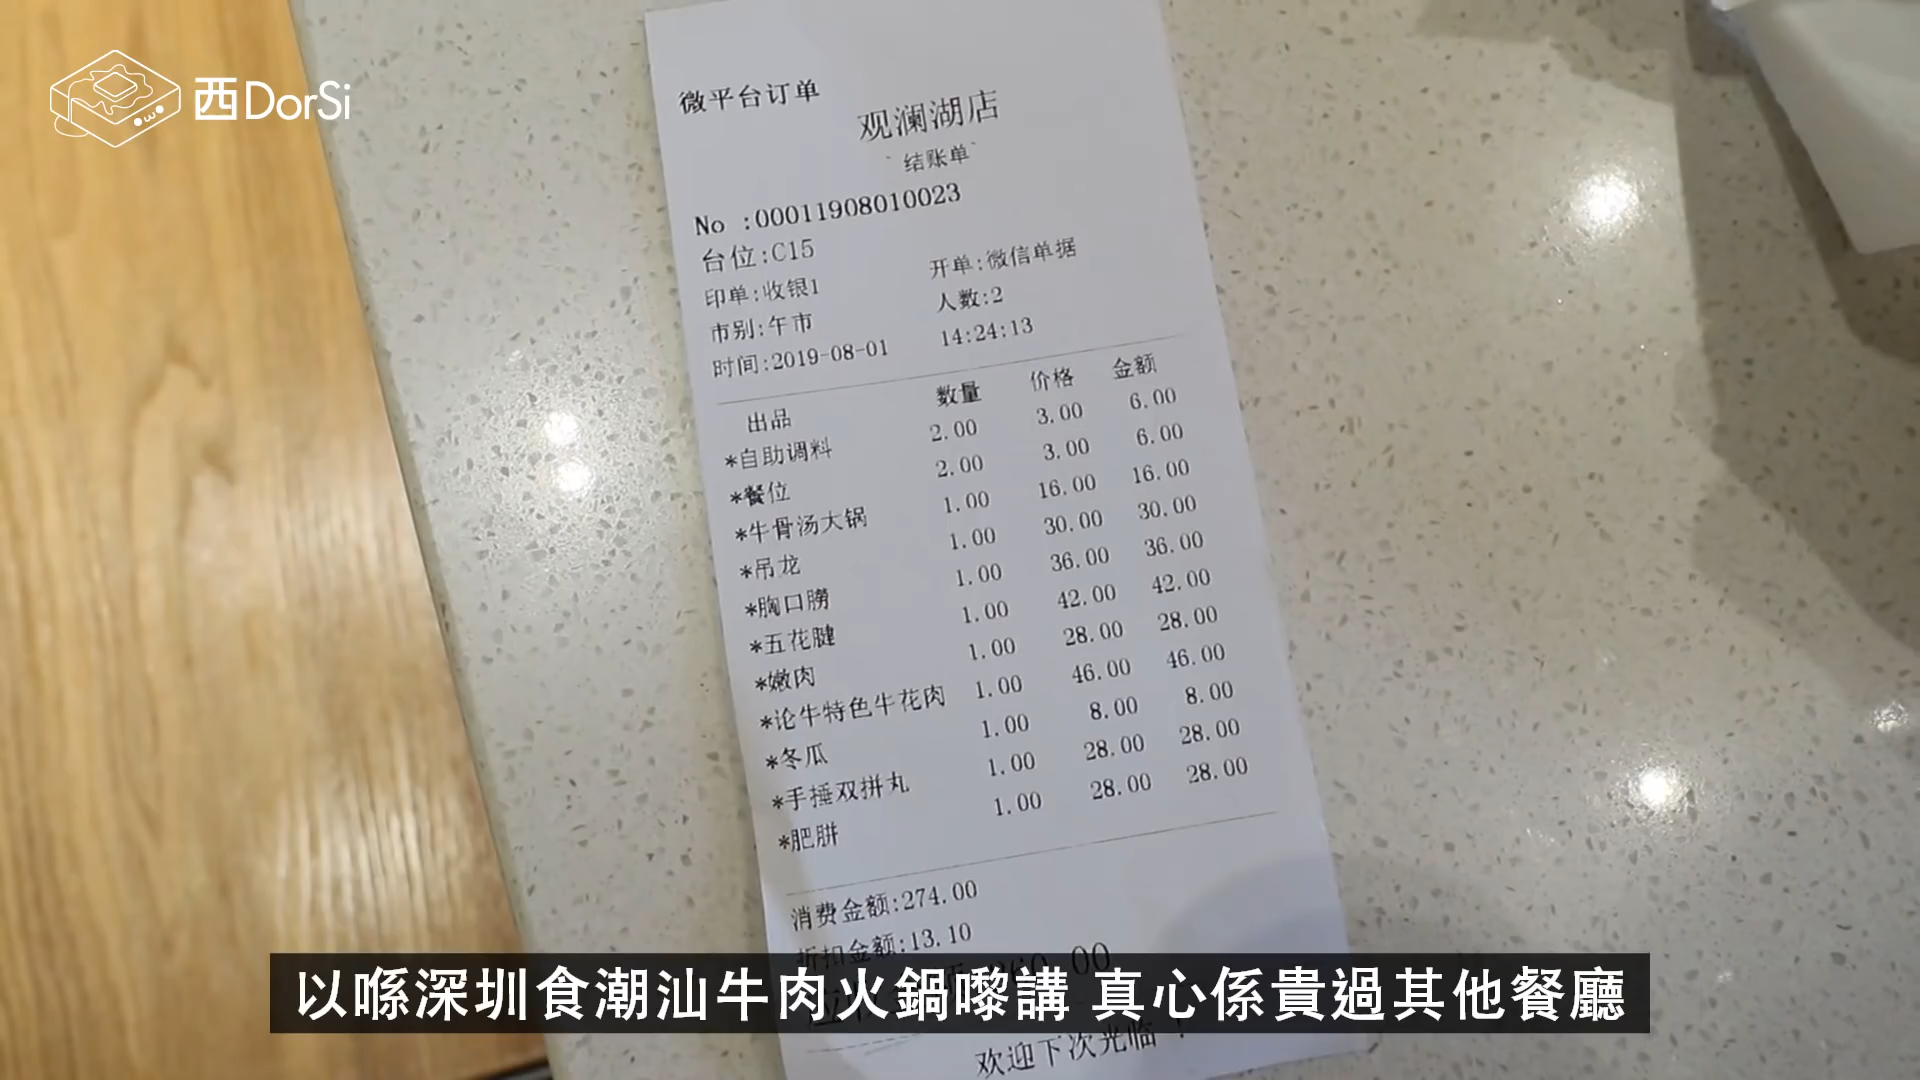 西DorSi
微平台订单
观澜湖店
结账单
No :00011908010023
台位:C15
印单:收银1 开单:微信单据
市别:午市 人数:2
时间:2019-08-01 14:24:13
出品 数量 价格 金额
*自助调料 2.00 3.00 6.00
*餐位 2.00 3.00 6.00
*牛骨汤大锅 1.00 16.00 16.00
*吊龙 1.00 30.00 30.00
*胸口朥 1.00 36.00 36.00
*五花腱 1.00 42.00 42.00
*嫩肉 1.00 28.00 28.00
*论牛特色牛花肉 1.00 46.00 46.00
*冬瓜 1.00 8.00 8.00
*手捶双拼丸 1.00 28.00 28.00
*肥胼 1.00 28.00 28.00
消费金额:274.00
折扣金额:13.10
以喺深圳食潮汕牛肉火鍋嚟講 真心係貴過其他餐廳
欢迎下次光临